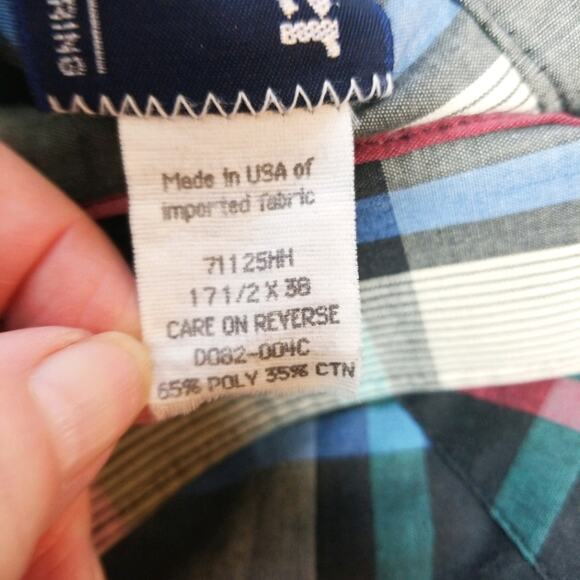 Made in USA of
imported fabric
71125HH
17 1/2 X 38
CARE ON REVERSE
D082-004C
65% POLY 35% CTN